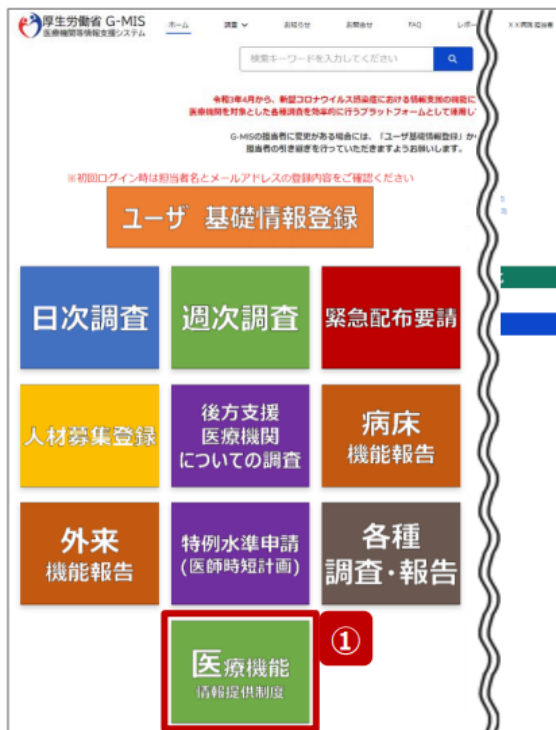 厚生労働省 G-MIS
医療機関等情報支援システム
ホーム 調査 お知らせ お問合せ FAQ レポー
XX病院 担当者
検索キーワードを入力してください
令和3年4月から、新型コロナウイルス感染症における情報支援の機能に
医療機関を対象とした各種調査を効率的に行うプラットフォームとして運用し
G-MISの担当者に変更がある場合には、「ユーザ基礎情報登録」か
担当者の引き継ぎを行っていただきますようお願いします。
※初回ログイン時は担当者名とメールアドレスの登録内容をご確認ください
ユーザ 基礎情報登録
日次調査 週次調査 緊急配布要請
人材募集登録
後方支援
医療機関
についての調査
病床
機能報告
外来
機能報告
特例水準申請
(医師時短計画)
各種
調査・報告
①
医療機能
情報提供制度